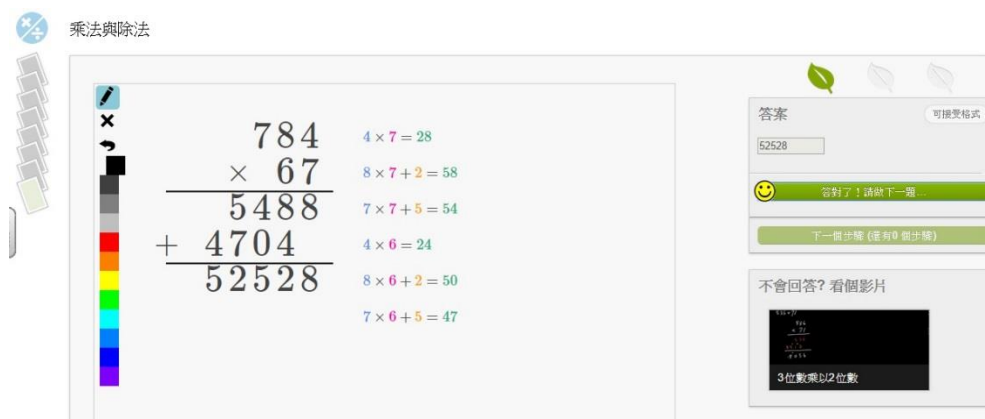 乘法與除法
784
× 67
5488
+ 4704
52528
4 × 7 = 28
8 × 7 + 2 = 58
7 × 7 + 5 = 54
4 × 6 = 24
8 × 6 + 2 = 50
7 × 6 + 5 = 47
答案
可接受格式
52528
答對了！請做下一題...
下一個步驟 (還有0 個步驟)
不會回答? 看個影片
3位數乘以2位數